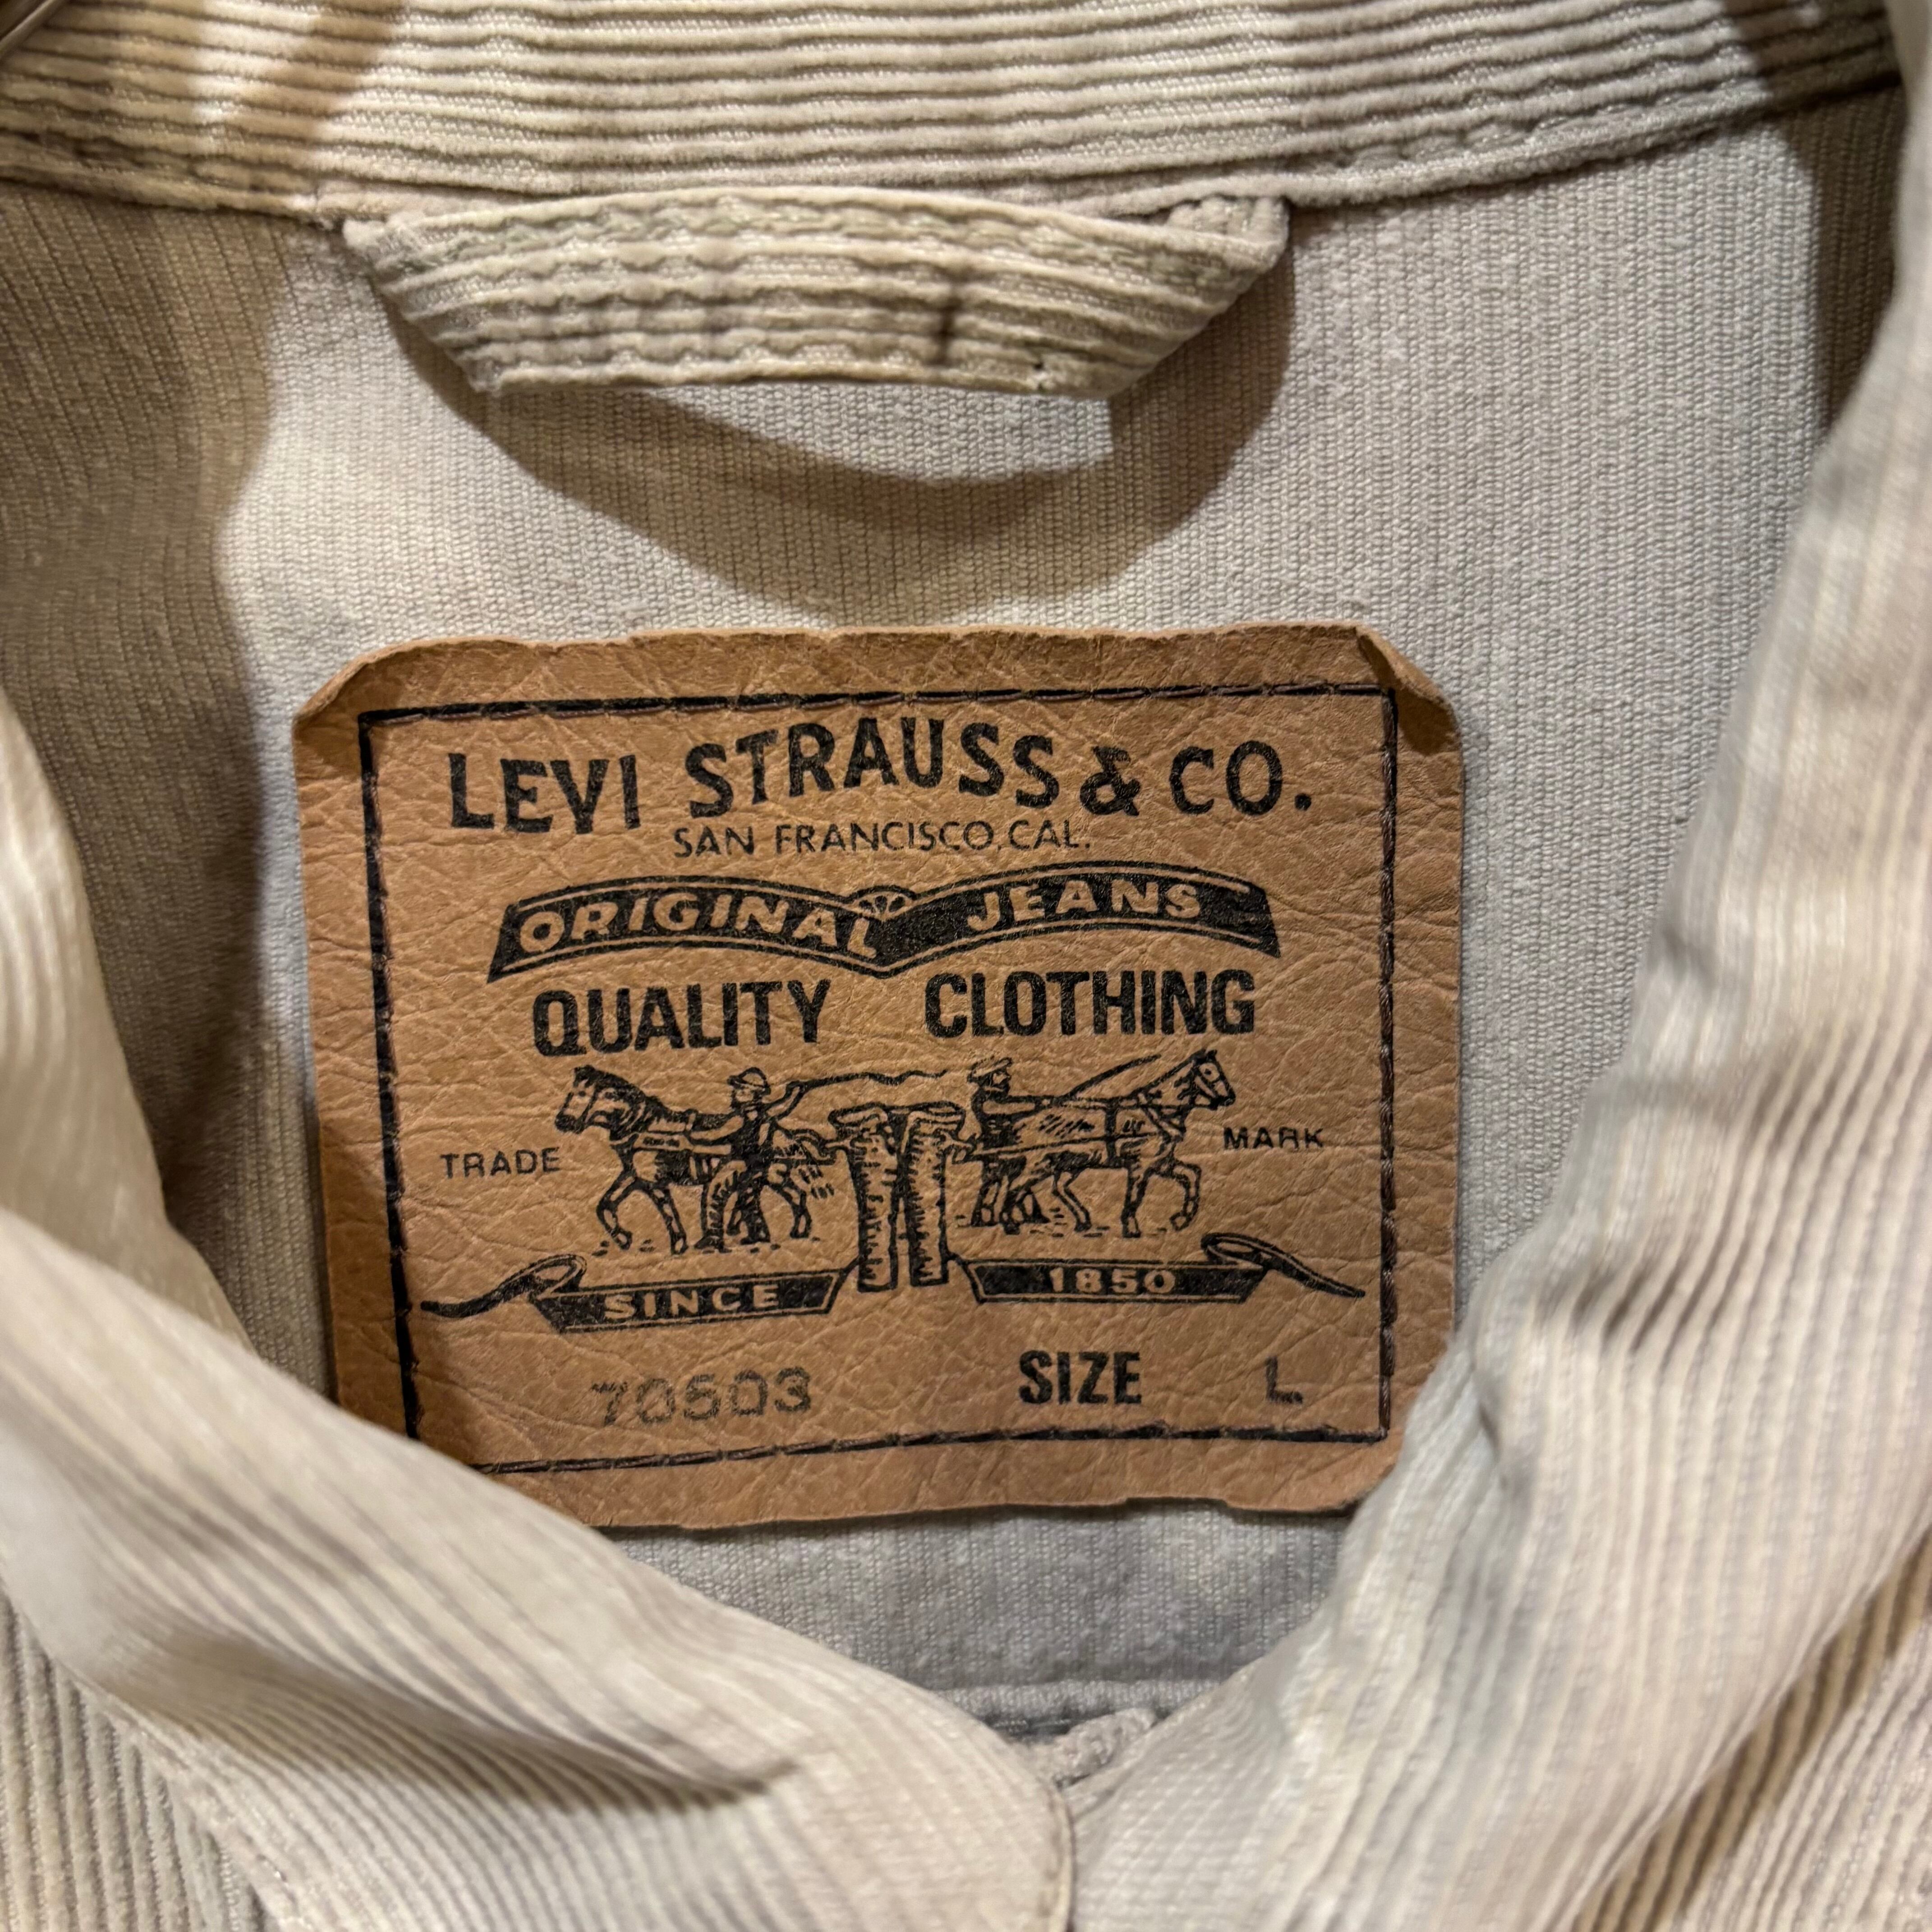 LEVI STRAUSS & CO.
SAN FRANCISCO, CAL.
ORIGINAL JEANS
QUALITY CLOTHING
TRADE MARK
SINCE 1850
70503 SIZE L